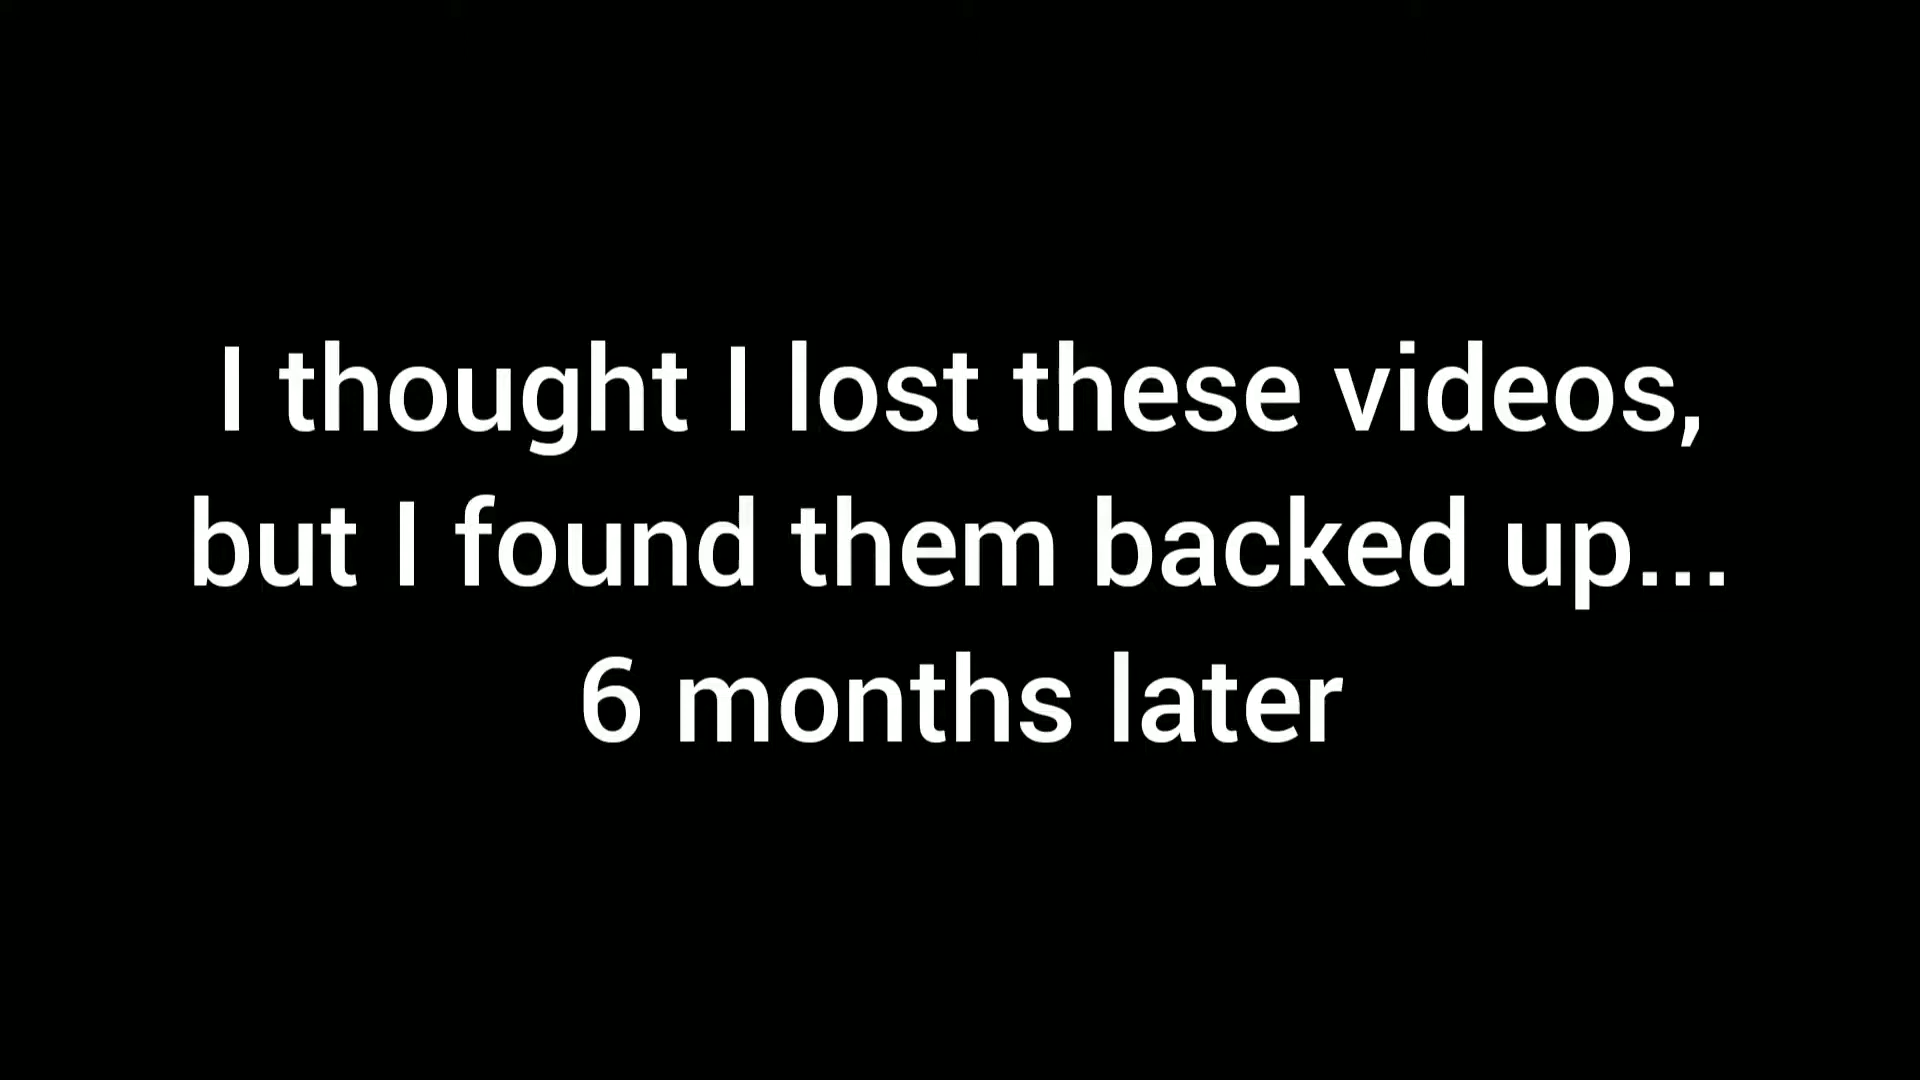 I thought I lost these videos,
but I found them backed up...
6 months later